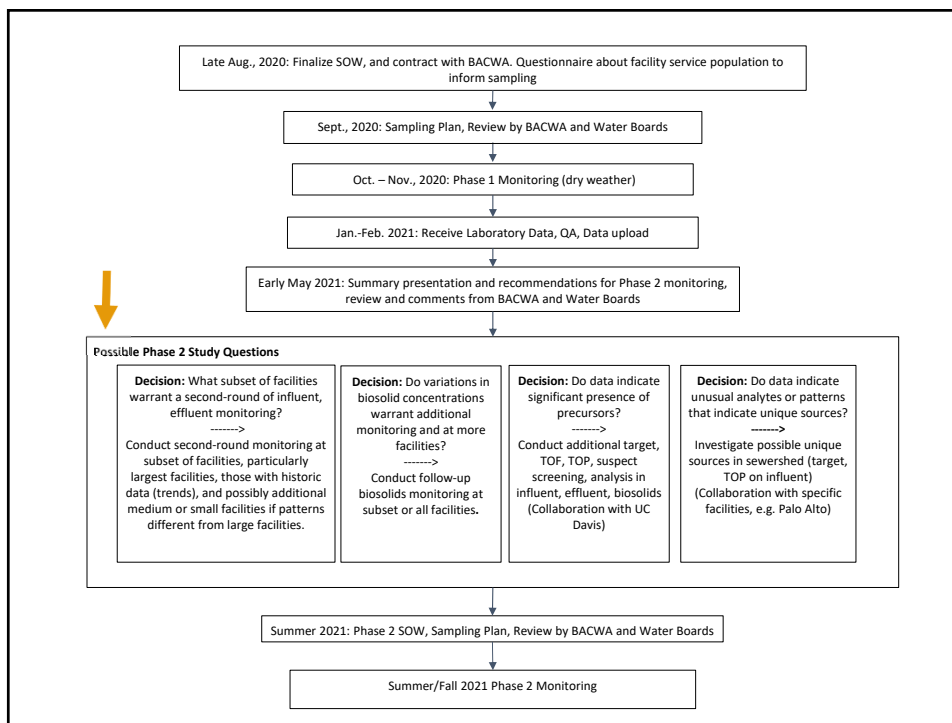 Late Aug., 2020: Finalize SOW, and contract with BACWA. Questionnaire about facility service population to
inform sampling
Sept., 2020: Sampling Plan, Review by BACWA and Water Boards
Oct. – Nov., 2020: Phase 1 Monitoring (dry weather)
Jan.-Feb. 2021: Receive Laboratory Data, QA, Data upload
Early May 2021: Summary presentation and recommendations for Phase 2 monitoring,
review and comments from BACWA and Water Boards
Possible Phase 2 Study Questions
Decision: What subset of facilities
warrant a second-round of influent,
effluent monitoring?
------->
Conduct second-round monitoring at
subset of facilities, particularly
largest facilities, those with historic
data (trends), and possibly additional
medium or small facilities if patterns
different from large facilities.
Decision: Do variations in
biosolid concentrations
warrant additional
monitoring and at more
facilities?
------->
Conduct follow-up
biosolids monitoring at
subset or all facilities.
Decision: Do data indicate
significant presence of
precursors?
------->
Conduct additional target,
TOF, TOP, suspect
screening, analysis in
influent, effluent, biosolids
(Collaboration with UC
Davis)
Decision: Do data indicate
unusual analytes or patterns
that indicate unique sources?
------->
Investigate possible unique
sources in sewershed (target,
TOP on influent)
(Collaboration with specific
facilities, e.g. Palo Alto)
Summer 2021: Phase 2 SOW, Sampling Plan, Review by BACWA and Water Boards
Summer/Fall 2021 Phase 2 Monitoring